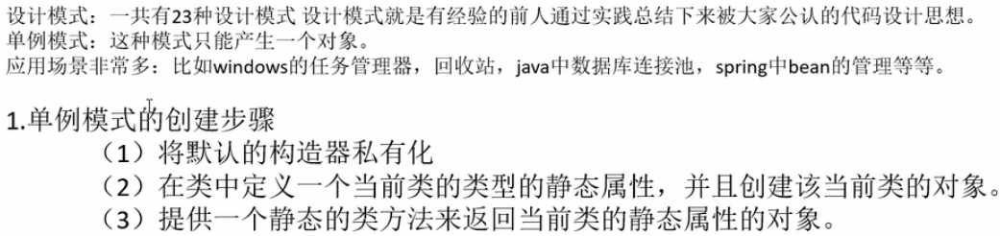 设计模式：一共有23种设计模式 设计模式就是有经验的前人通过实践总结下来被大家公认的代码设计思想。
单例模式：这种模式只能产生一个对象。
应用场景非常多：比如windows的任务管理器，回收站，java中数据库连接池，spring中bean的管理等等。
1.单例模式的创建步骤
（1）将默认的构造器私有化
（2）在类中定义一个当前类的类型的静态属性，并且创建该当前类的对象。
（3）提供一个静态的类方法来返回当前类的静态属性的对象。